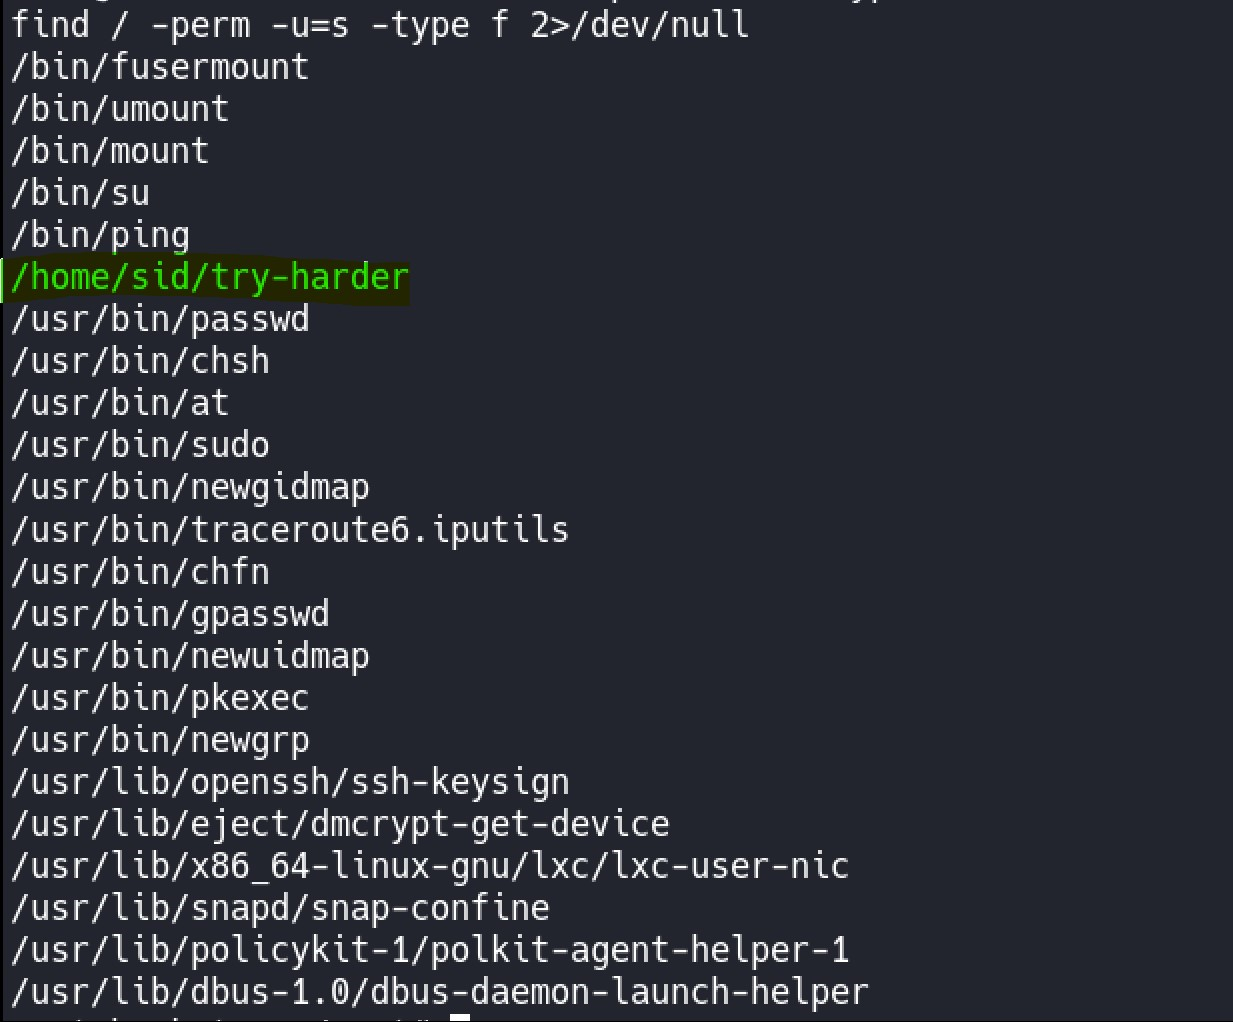 find / -perm -u=s -type f 2>/dev/null
/bin/fusermount
/bin/umount
/bin/mount
/bin/su
/bin/ping
/home/sid/try-harder
/usr/bin/passwd
/usr/bin/chsh
/usr/bin/at
/usr/bin/sudo
/usr/bin/newgidmap
/usr/bin/traceroute6.iputils
/usr/bin/chfn
/usr/bin/gpasswd
/usr/bin/newuidmap
/usr/bin/pkexec
/usr/bin/newgrp
/usr/lib/openssh/ssh-keysign
/usr/lib/eject/dmcrypt-get-device
/usr/lib/x86_64-linux-gnu/lxc/lxc-user-nic
/usr/lib/snapd/snap-confine
/usr/lib/policykit-1/polkit-agent-helper-1
/usr/lib/dbus-1.0/dbus-daemon-launch-helper